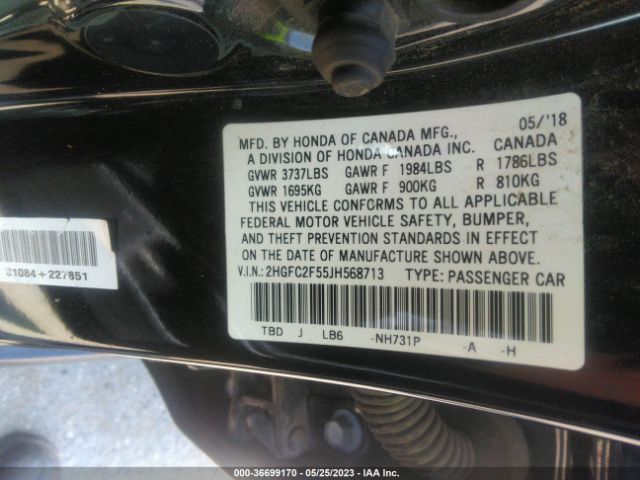 05/'18
MFD. BY HONDA OF CANADA MFG., CANADA
A DIVISION OF HONDA CANADA INC.
GVWR 3737LBS GAWR F 1984LBS R 1786LBS
GVWR 1695KG GAWR F 900KG R 810KG
THIS VEHICLE CONFORMS TO ALL APPLICABLE
FEDERAL MOTOR VEHICLE SAFETY, BUMPER,
AND THEFT PREVENTION STANDARDS IN EFFECT
ON THE DATE OF MANUFACTURE SHOWN ABOVE.
V.I.N.: 2HGFC2F55JH568713 TYPE: PASSENGER CAR
TBD J LB6 -NH731P -A -H
21084+227851
000-36699170 - 05/25/2023 - IAA Inc.